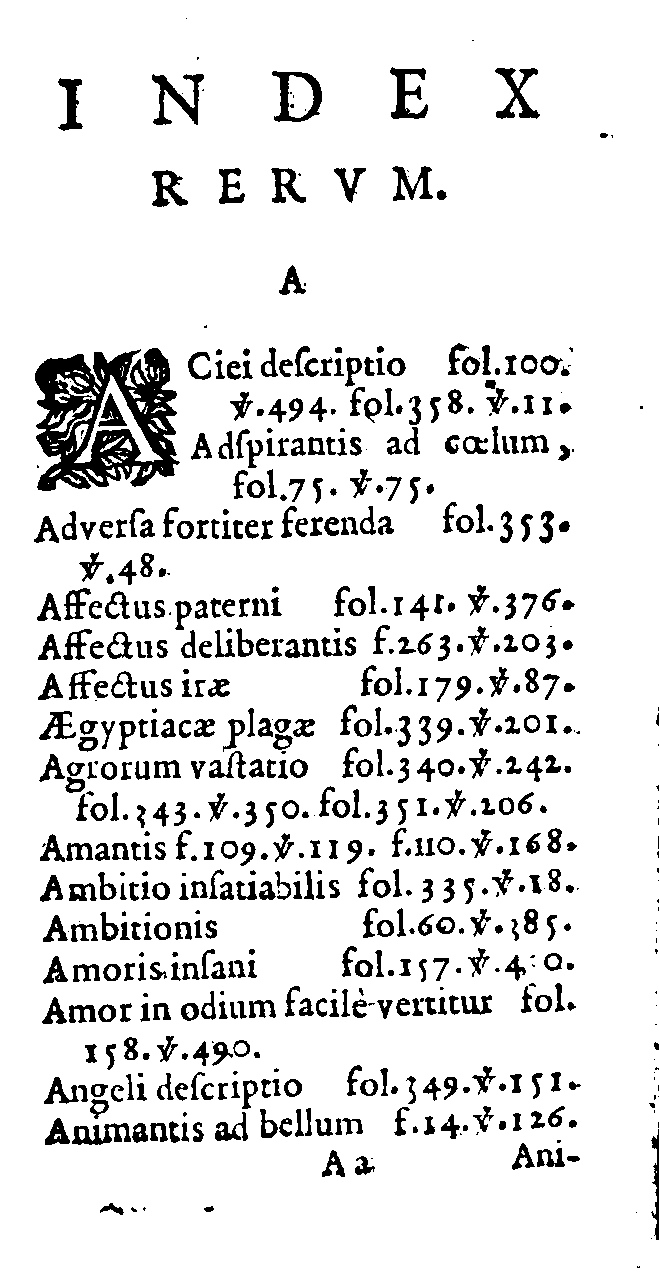 INDEX
RERVM.
A
ACiei deſcriptio fol.100.
℣.494. fol.358. ℣.11.
Adſpirantis ad cœlum,
fol.75. ℣.75.
Adverſa fortiter ferenda fol.353.
℣.48.
Affectus paterni fol.141. ℣.376.
Affectus deliberantis f.263.℣.203.
Affectus iræ fol.179.℣.87.
Ægyptiacæ plagæ fol.339.℣.201.
Agrorum vaſtatio fol.340.℣.242.
fol.343.℣.350. fol.351.℣.206.
Amantis f.109.℣.119. f.110.℣.168.
Ambitio inſatiabilis fol.335.℣.18.
Ambitionis fol.60.℣.385.
Amoris inſani fol.157.℣.
Amor in odium facilè vertitur fol.
158.℣.490.
Angeli deſcriptio fol.349.℣.151.
Animantis ad bellum f.14.℣.126.
A a Ani-